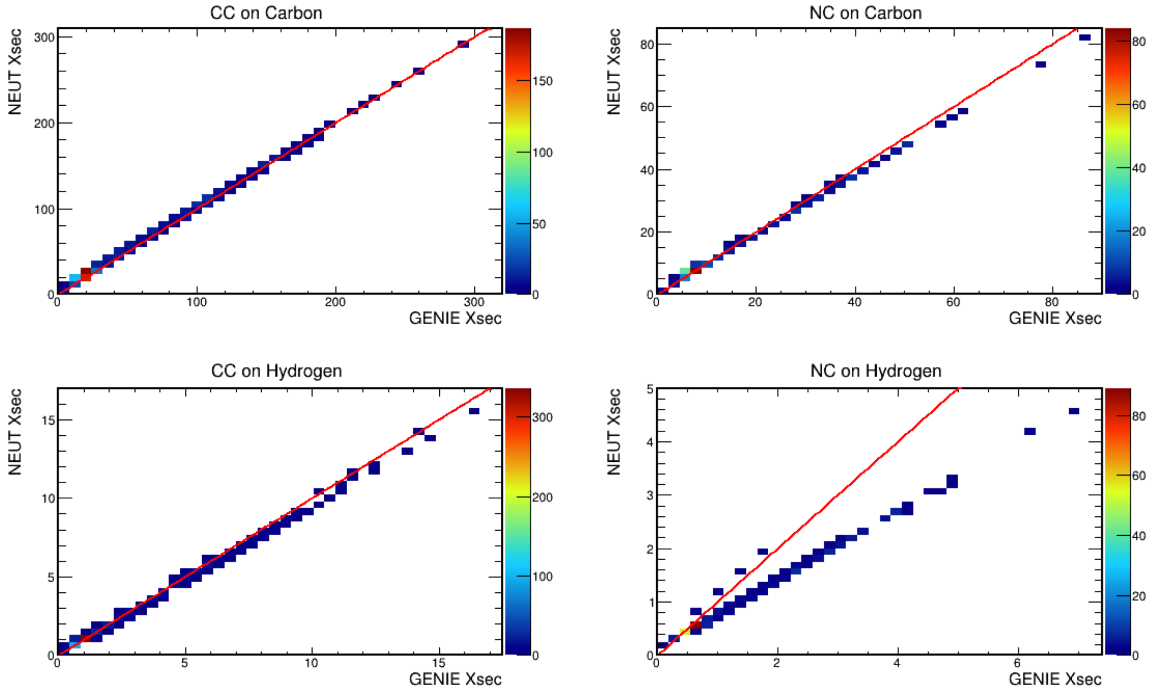 CC on Carbon
NEUT Xsec
300
200
100
0
0 100 200 300
GENIE Xsec
150
100
50
0
NC on Carbon
NEUT Xsec
80
60
40
20
0
0 20 40 60 80
GENIE Xsec
80
60
40
20
0
CC on Hydrogen
NEUT Xsec
15
10
5
0
0 5 10 15
GENIE Xsec
300
200
100
0
NC on Hydrogen
NEUT Xsec
5
4
3
2
1
0
0 2 4 6
GENIE Xsec
80
60
40
20
0